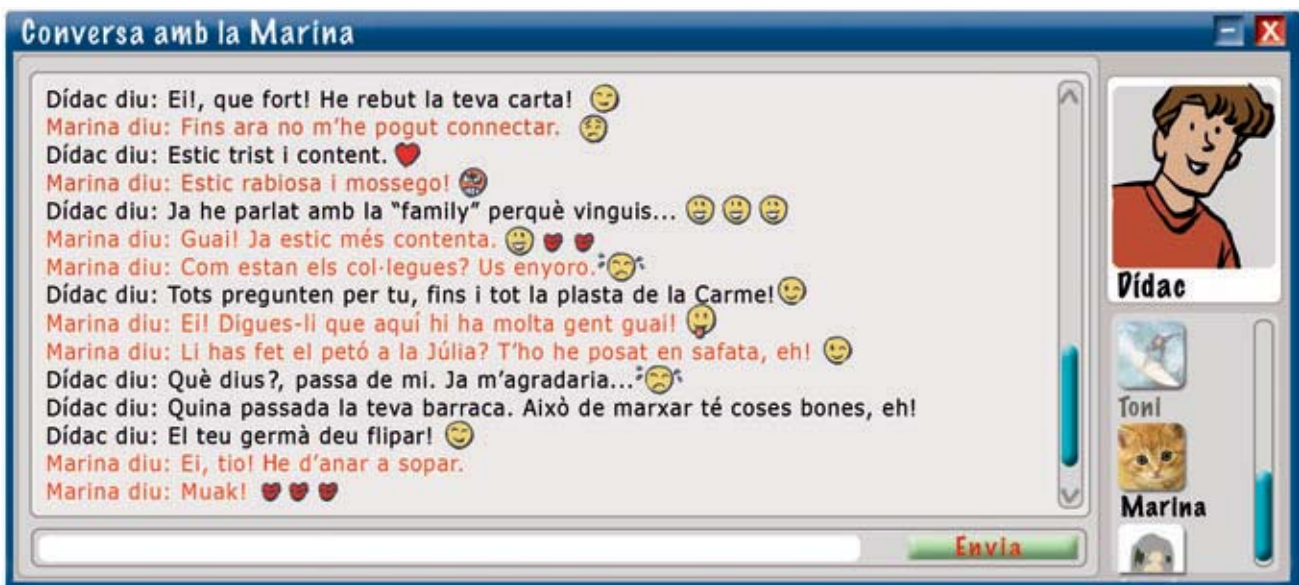 Conversa amb la Marina
Dídac diu: Ei!, que fort! He rebut la teva carta!
Marina diu: Fins ara no m'he pogut connectar.
Dídac diu: Estic trist i content.
Marina diu: Estic rabiosa i mossego!
Dídac diu: Ja he parlat amb la "family" perquè vinguis...
Marina diu: Guai! Ja estic més contenta.
Marina diu: Com estan els col·legues? Us enyoro.
Dídac diu: Tots pregunten per tu, fins i tot la plasta de la Carme!
Marina diu: Ei! Digues-li que aquí hi ha molta gent guai!
Marina diu: Li has fet el petó a la Júlia? T'ho he posat en safata, eh!
Dídac diu: Què dius?, passa de mi. Ja m'agradaria...
Dídac diu: Quina passada la teva barraca. Això de marxar té coses bones, eh!
Dídac diu: El teu germà deu flipar!
Marina diu: Ei, tio! He d'anar a sopar.
Marina diu: Muak!
Envia
Dídac
Toni
Marina